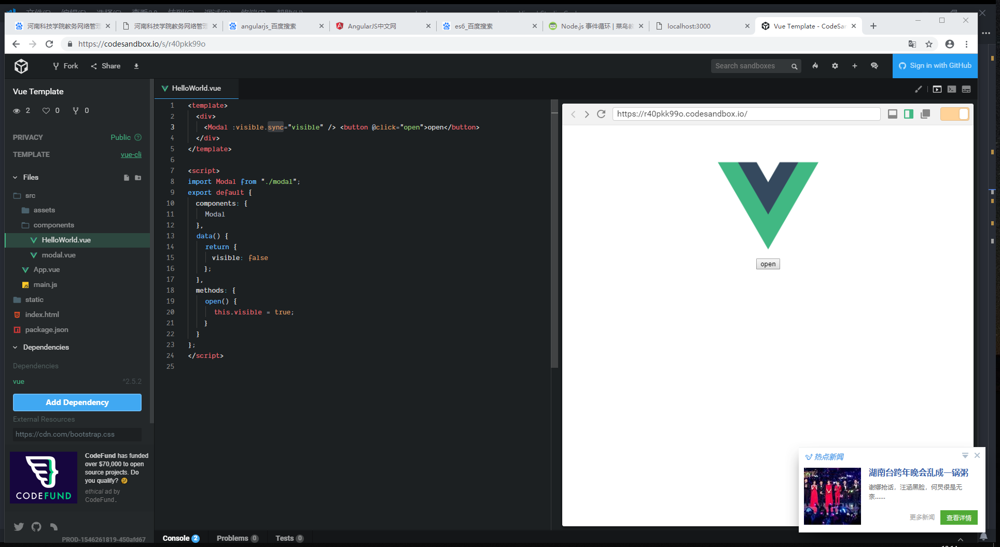 河南科技学院教务网络管理
河南科技学院教务网络管理
angularjs_百度搜索
AngularJS中文网
es6_百度搜索
Node.js 事件循环 | 菜鸟教
localhost:3000
Vue Template - CodeSan
https://codesandbox.io/s/r40pkk99o
Fork
Share
Search sandboxes
Sign in with GitHub
Vue Template
2
0
0
PRIVACY
Public
TEMPLATE
vue-cli
Files
src
assets
components
HelloWorld.vue
modal.vue
App.vue
main.js
static
index.html
package.json
Dependencies
Dependencies
vue
^2.5.2
Add Dependency
External Resources
https://cdn.com/bootstrap.css
CODEFUND
CodeFund has funded
over $70,000 to open
source projects. Do
you qualify?
ethical ad by
CodeFund.
PROD-1546261819-450afd67
HelloWorld.vue
1 <template>
2 <div>
3 <Modal :visible.sync="visible" /> <button @click="open">open</button>
4 </div>
5 </template>
6
7 <script>
8 import Modal from "./modal";
9 export default {
10 components: {
11 Modal
12 },
13 data() {
14 return {
15 visible: false
16 };
17 },
18 methods: {
19 open() {
20 this.visible = true;
21 }
22 }
23 };
24 </script>
25
Console 2
Problems 0
Tests 0
https://r40pkk99o.codesandbox.io/
open
热点新闻
湖南台跨年晚会乱成一锅粥
谢娜抢话，汪涵黑脸，何炅很是无
奈......
更多新闻
查看详情